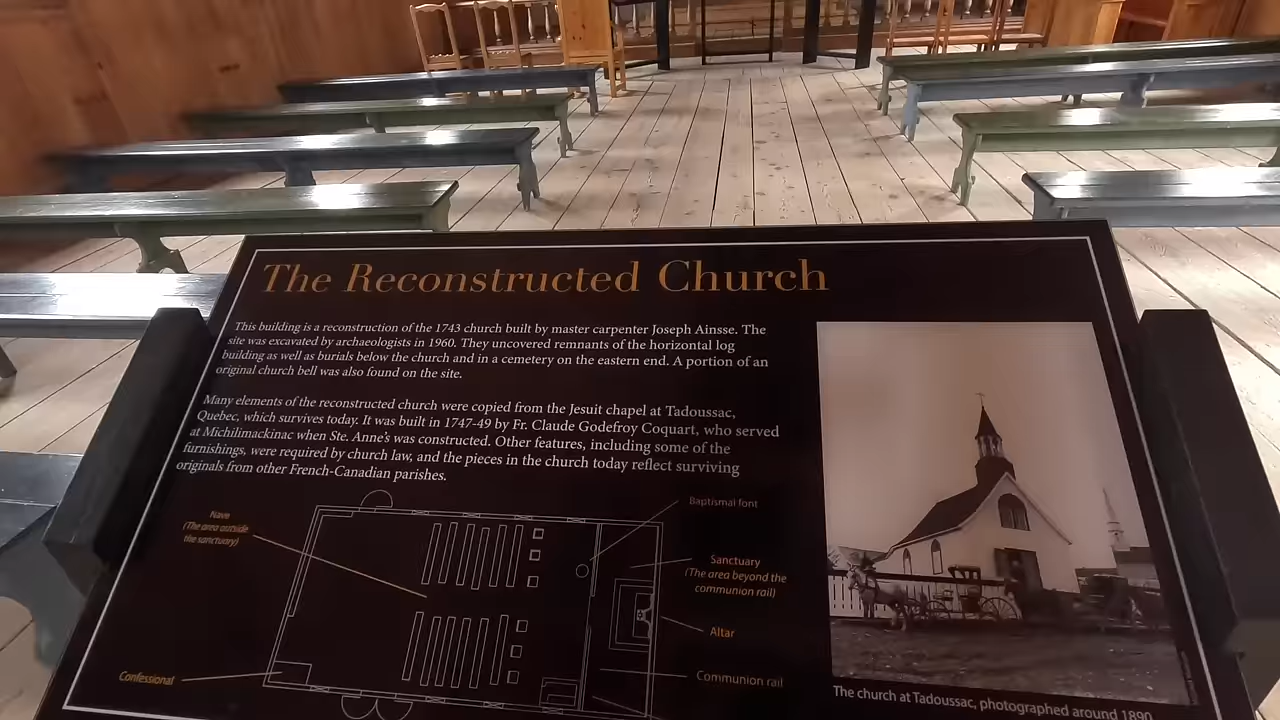 The Reconstructed Church
This building is a reconstruction of the 1743 church built by master carpenter Joseph Ainsse. The
site was excavated by archaeologists in 1960. They uncovered remnants of the horizontal log
building as well as burials below the church and in a cemetery on the eastern end. A portion of an
original church bell was also found on the site.
Many elements of the reconstructed church were copied from the Jesuit chapel at Tadoussac,
Quebec, which survives today. It was built in 1747-49 by Fr. Claude Godefroy Coquart, who served
at Michilimackinac when Ste. Anne's was constructed. Other features, including some of the
furnishings, were required by church law, and the pieces in the church today reflect surviving
originals from other French-Canadian parishes.
Nave
(The area outside
the sanctuary)
Confessional
Baptismal font
Sanctuary
(The area beyond the
communion rail)
Altar
Communion rail
The church at Tadoussac, photographed around 1890